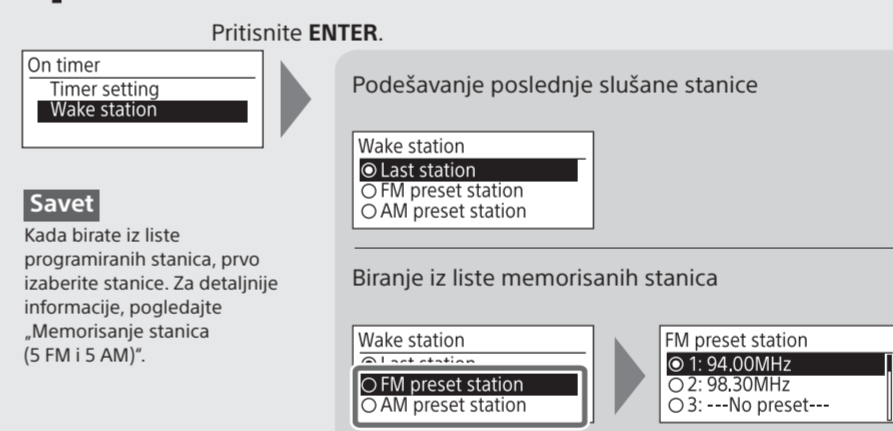 Pritisnite ENTER.
On timer
Timer setting
Wake station
Savet
Kada birate iz liste
programiranih stanica, prvo
izaberite stanice. Za detaljnije
informacije, pogledajte
„Memorisanje stanica
(5 FM i 5 AM)“.
Podešavanje poslednje slušane stanice
Wake station
Last station
FM preset station
AM preset station
Biranje iz liste memorisanih stanica
Wake station
Last station
FM preset station
AM preset station
FM preset station
1: 94.00MHz
2: 98.30MHz
3: ---No preset---